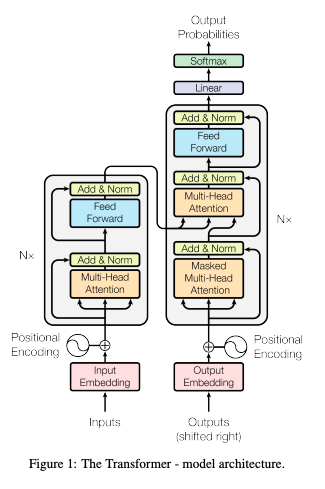 Output
Probabilities
Softmax
Linear
Add & Norm
Feed
Forward
Add & Norm
Multi-Head
Attention
Add & Norm
Masked
Multi-Head
Attention
N×
Add & Norm
Feed
Forward
Add & Norm
Multi-Head
Attention
N×
Positional
Encoding
Positional
Encoding
Input
Embedding
Output
Embedding
Inputs
Outputs
(shifted right)
Figure 1: The Transformer - model architecture.